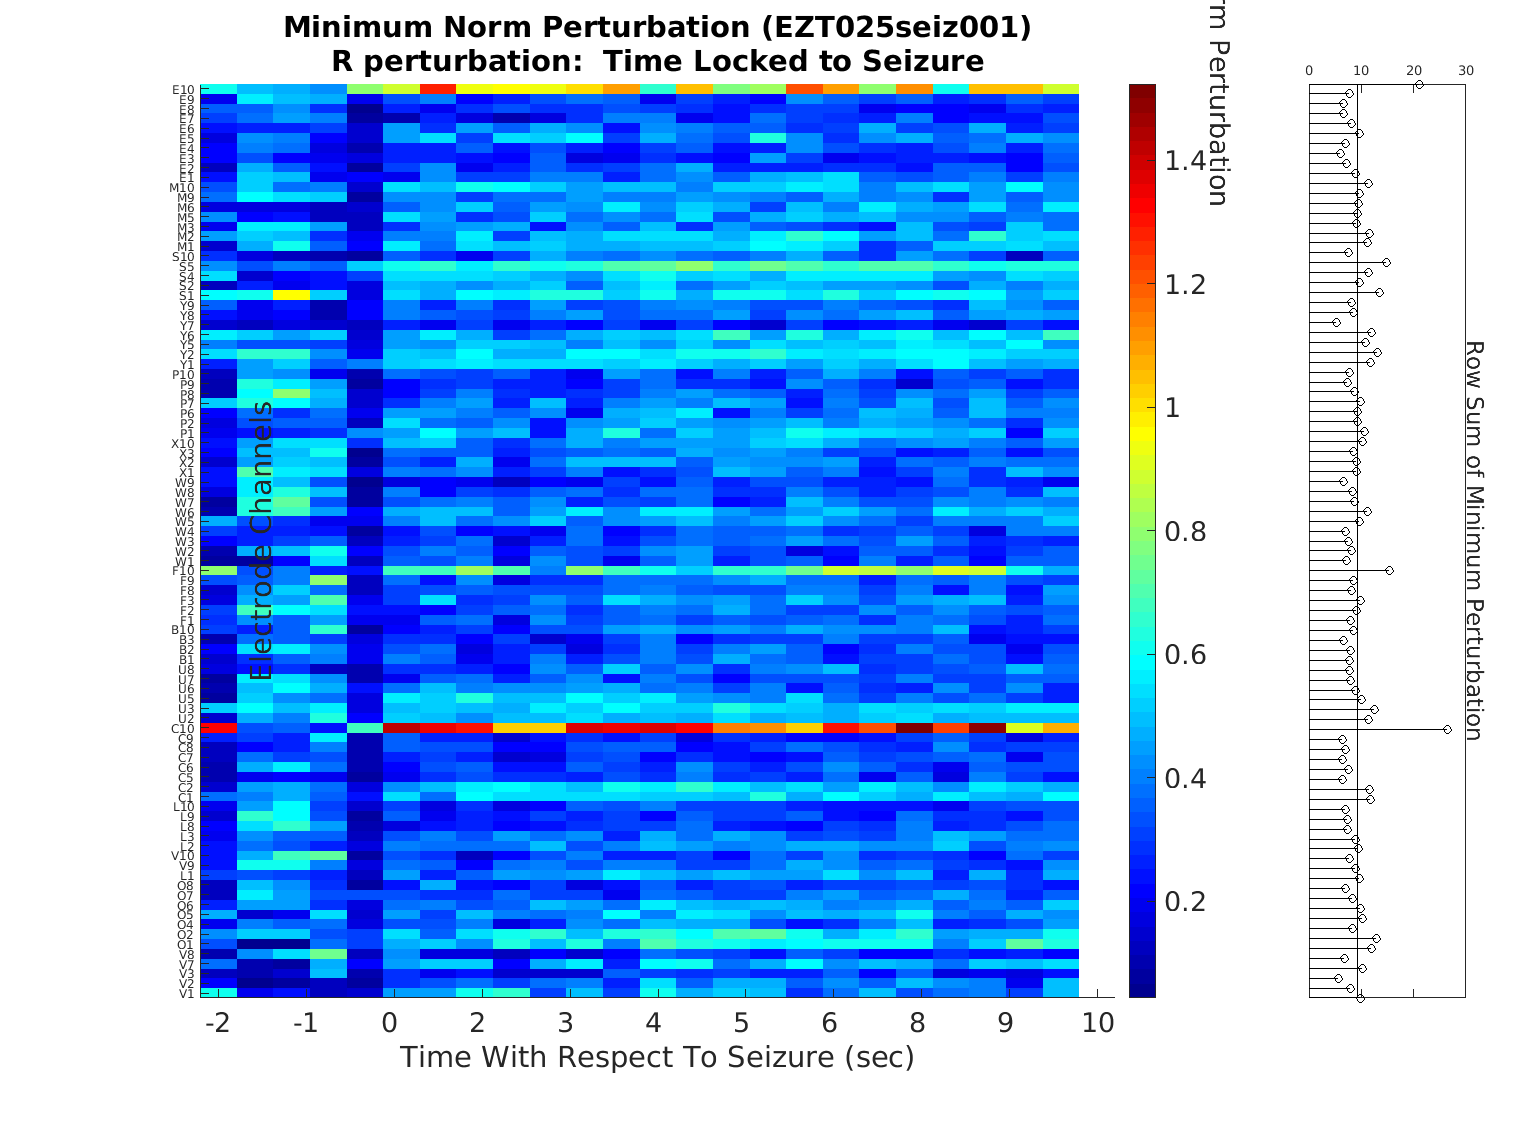 Minimum Norm Perturbation (EZT025seiz001)
R perturbation:  Time Locked to Seizure
E10
E9
E8
E7
E6
E5
E4
E3
E2
E1
M10
M9
M6
M5
M3
M2
M1
S10
S5
S4
S2
S1
Y9
Y8
Y7
Y6
Y5
Y2
Y1
P10
P9
P8
P7
P6
P2
P1
X10
X3
X2
X1
W9
W8
W7
W6
W5
W4
W3
W2
W1
F10
F9
F8
F3
F2
F1
B10
B3
B2
B1
U8
U7
U6
U5
U3
U2
C10
C9
C8
C7
C6
C5
C2
C1
L10
L9
L8
L3
L2
V10
V9
L1
O8
O7
O6
O5
O4
O2
O1
V8
V7
V3
V2
V1
Electrode Channels
-2 -1 0 1 2 3 4 5 6 7 8 9 10
Time With Respect To Seizure (sec)
1.4
1.2
1
0.8
0.6
0.4
0.2
Perturbation
0 10 20 30
Row Sum of Minimum Perturbation